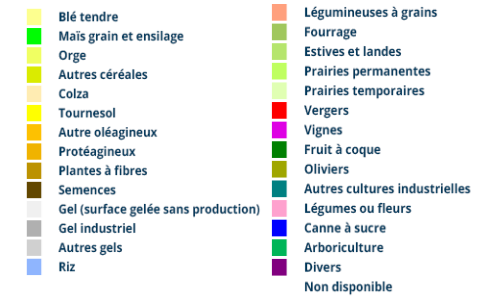 Blé tendre
Maïs grain et ensilage
Orge
Autres céréales
Colza
Tournesol
Autre oléagineux
Protéagineux
Plantes à fibres
Semences
Gel (surface gelée sans production)
Gel industriel
Autres gels
Riz
Légumineuses à grains
Fourrage
Estives et landes
Prairies permanentes
Prairies temporaires
Vergers
Vignes
Fruit à coque
Oliviers
Autres cultures industrielles
Légumes ou fleurs
Canne à sucre
Arboriculture
Divers
Non disponible